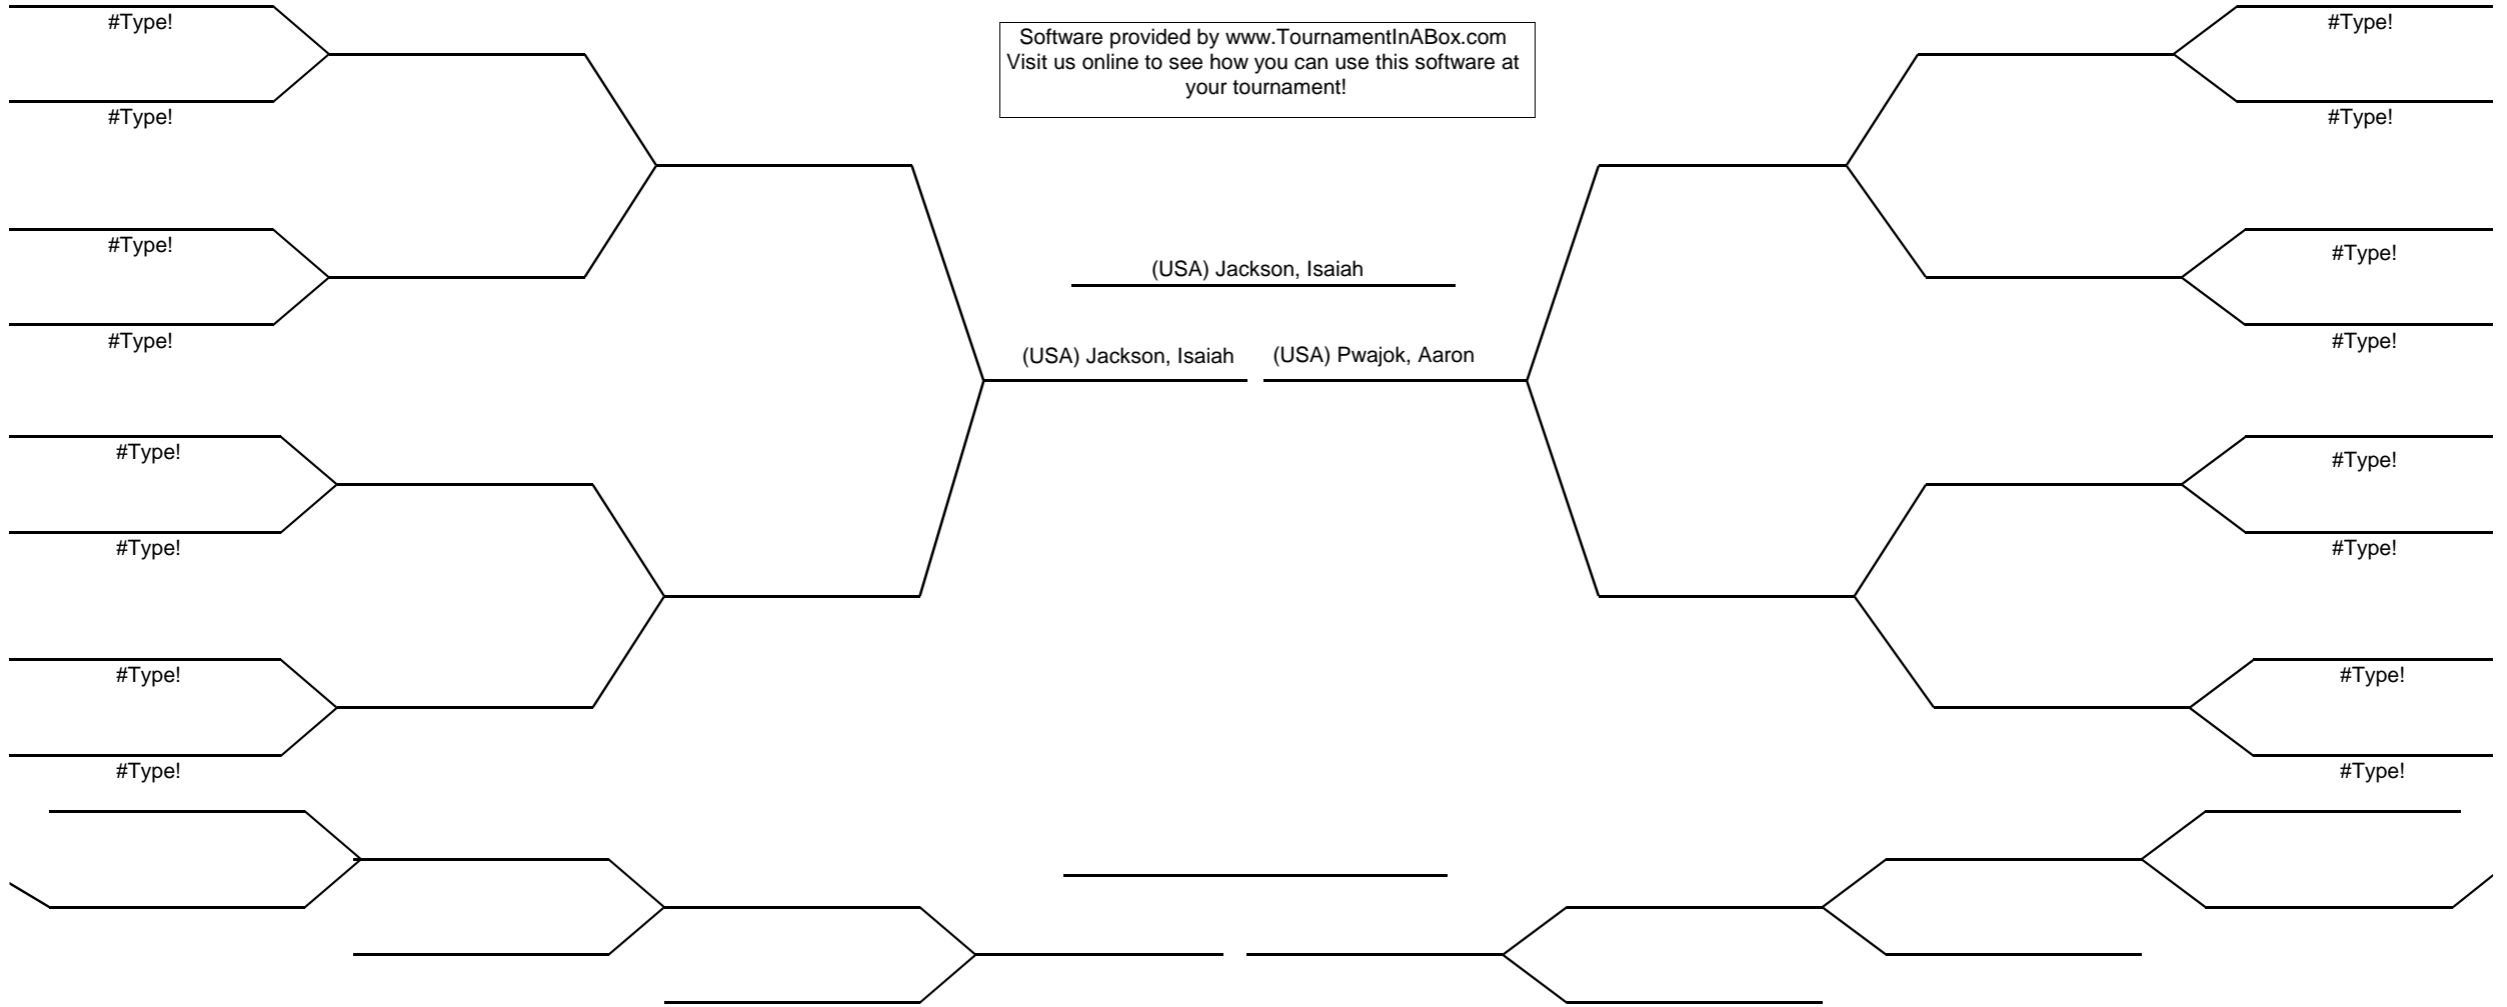 #Type!
#Type!
Software provided by www.TournamentInABox.com
Visit us online to see how you can use this software at
your tournament!
#Type!
#Type!
#Type!
#Type!
(USA) Jackson, Isaiah
#Type!
#Type!
(USA) Jackson, Isaiah
(USA) Pwajok, Aaron
#Type!
#Type!
#Type!
#Type!
#Type!
#Type!
#Type!
#Type!